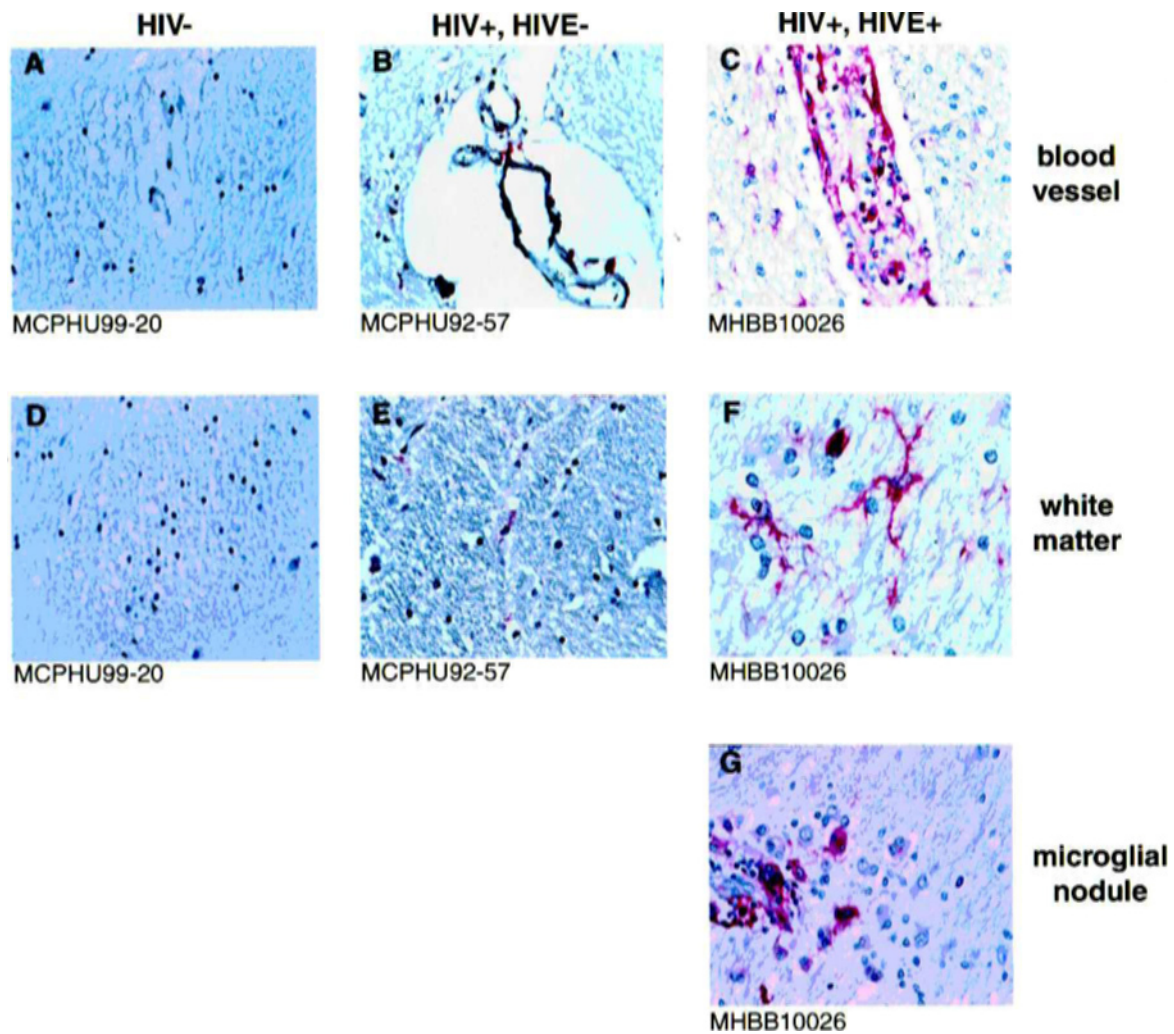 HIV-
HIV+, HIVE-
HIV+, HIVE+
A
B
C
blood
vessel
MCPHU99-20
MCPHU92-57
MHBB10026
D
E
F
white
matter
MCPHU99-20
MCPHU92-57
MHBB10026
G
microglial
nodule
MHBB10026